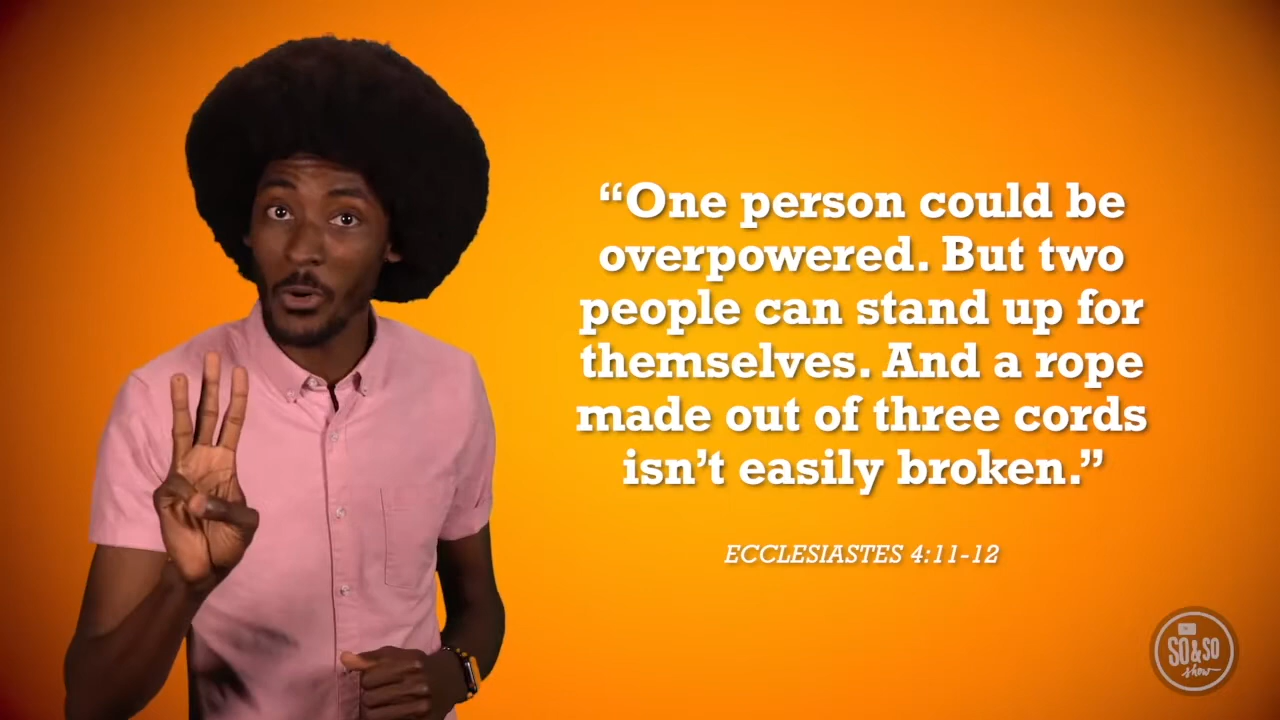 “One person could be
overpowered. But two
people can stand up for
themselves. And a rope
made out of three cords
isn’t easily broken.”
ECCLESIASTES 4:11-12
SO&SO
show